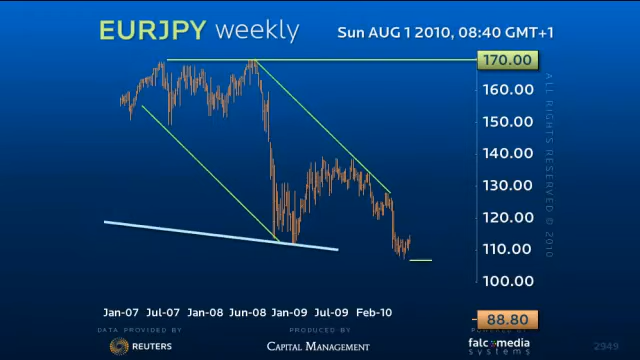 EURJPY weekly
Sun AUG 1 2010, 08:40 GMT+1
170.00
160.00
150.00
140.00
130.00
120.00
110.00
100.00
88.80
ALL RIGHTS RESERVED © 2010
Jan-07 Jul-07 Jan-08 Jun-08 Jan-09 Jul-09 Feb-10
DATA PROVIDED BY
REUTERS
PRODUCED BY
CAPITAL MANAGEMENT
falc media
systems
2949